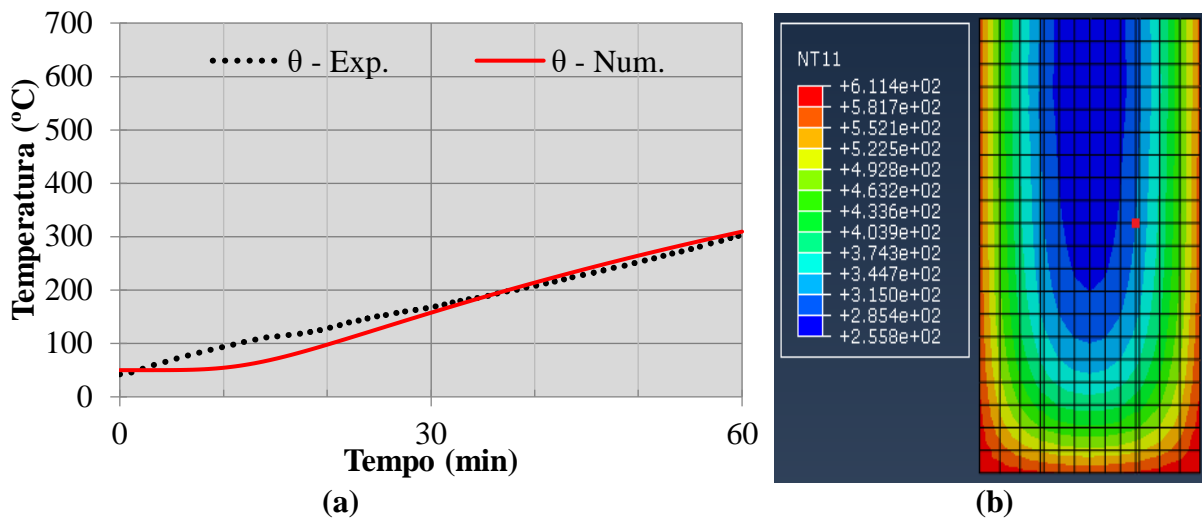 700
600
500
400
300
200
100
0
Temperatura (ºC)
θ - Exp.
θ - Num.
0
30
60
Tempo (min)
(a)
NT11
+6.114e+02
+5.817e+02
+5.521e+02
+5.225e+02
+4.928e+02
+4.632e+02
+4.336e+02
+4.039e+02
+3.743e+02
+3.447e+02
+3.150e+02
+2.854e+02
+2.558e+02
(b)